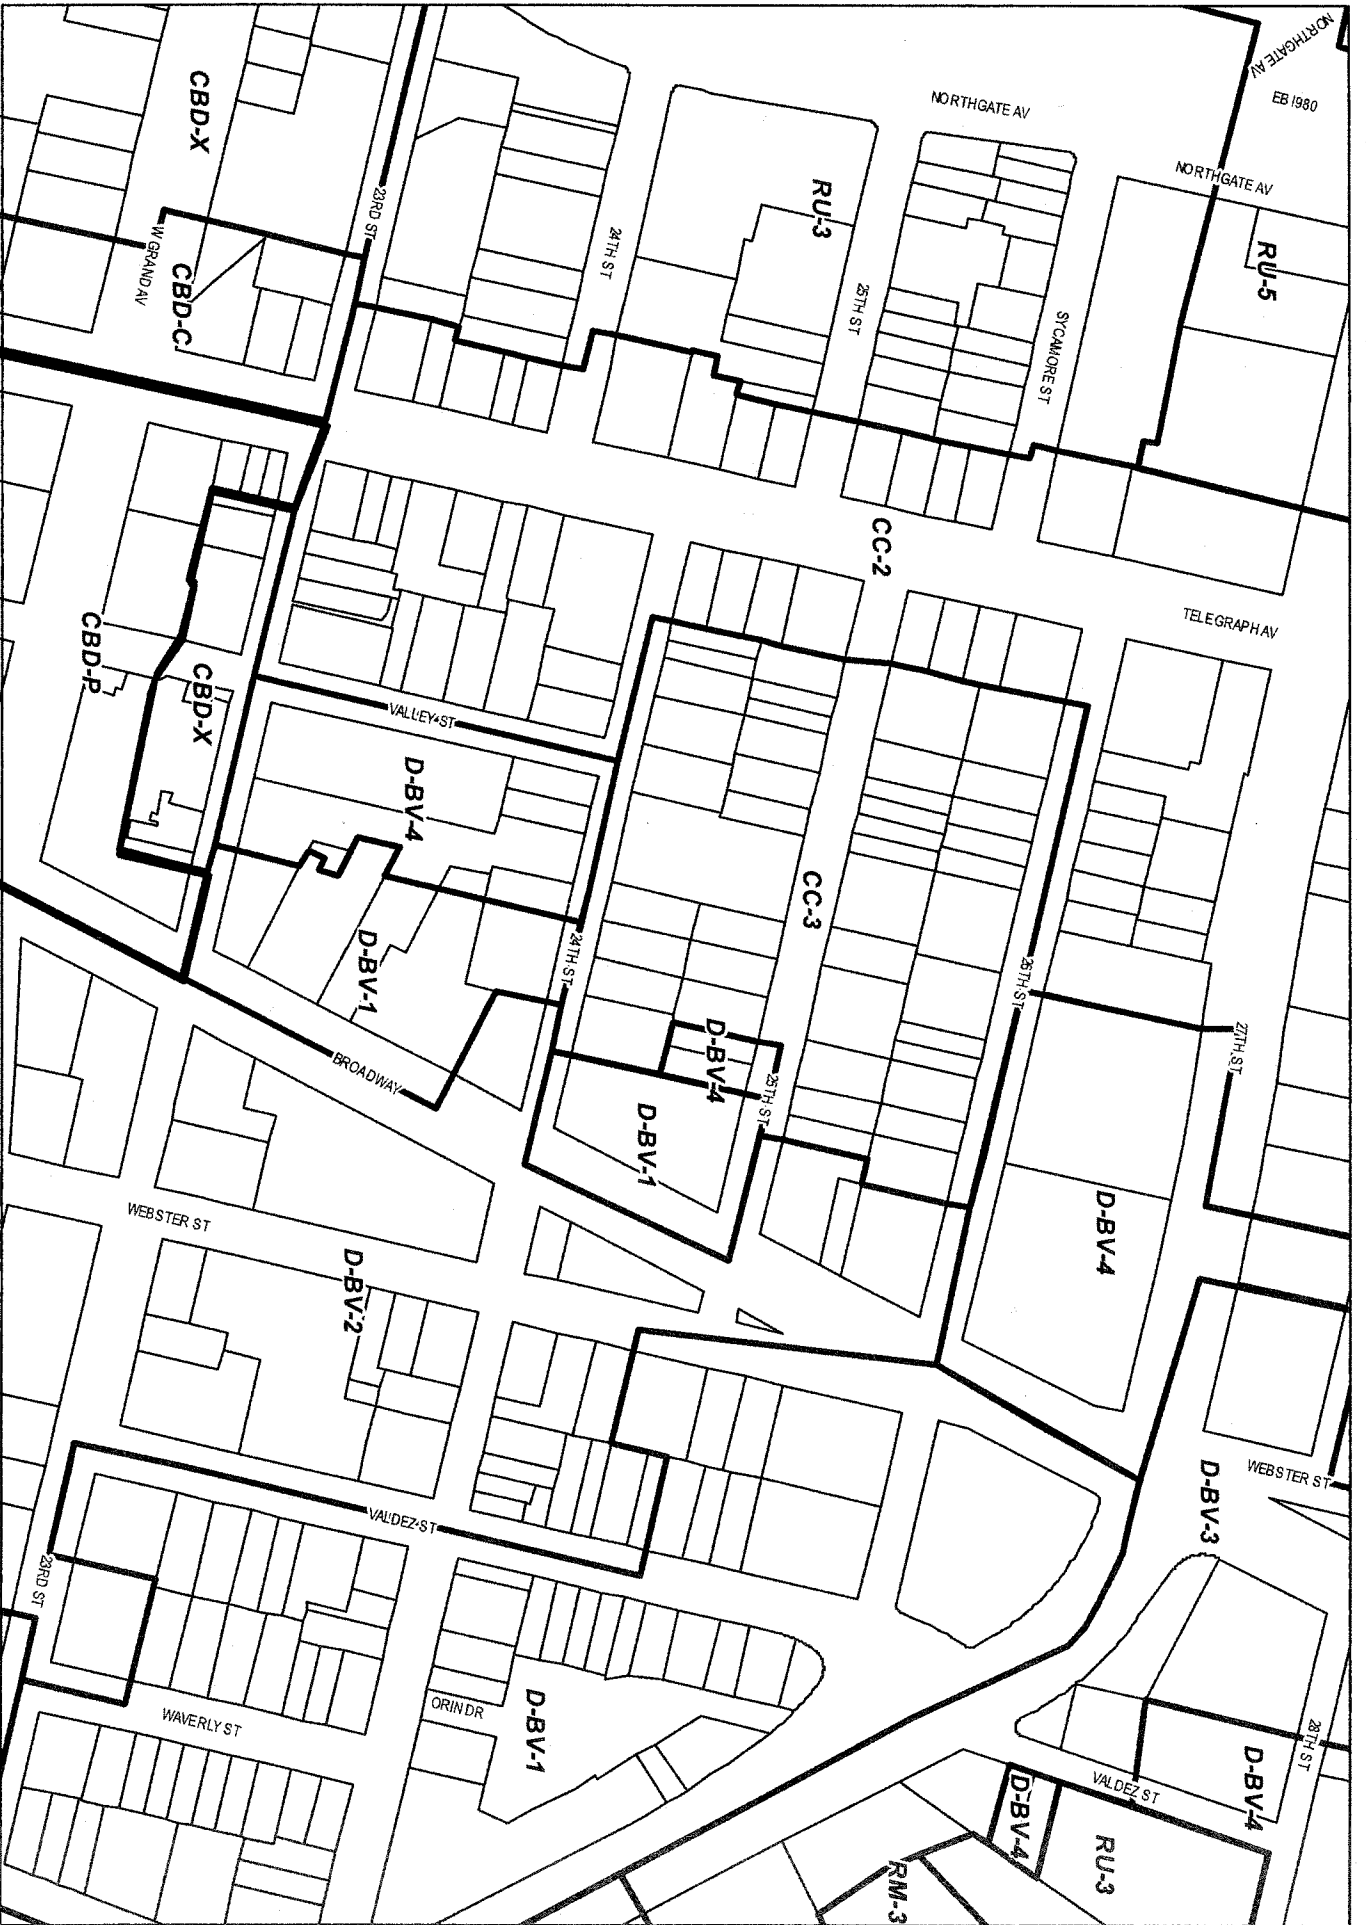 NORTHGATE AV
EB I980
NORTHGATE AV
NORTHGATE AV
CBD-X
RU-3
RU-5
23RD ST
24TH ST
25TH ST
SYCAMORE ST
W GRAND AV
CBD-C
CC-2
TELEGRAPH AV
CBD-P
CBD-X
VALLEY ST
D-BV-4
CC-3
D-BV-1
24TH ST
26TH ST
27TH ST
D-BV-4
25TH ST
BROADWAY
D-BV-1
D-BV-4
WEBSTER ST
D-BV-2
WEBSTER ST
D-BV-3
VALDEZ ST
23RD ST
WAVERLY ST
ORIN DR
D-BV-1
28TH ST
D-BV-4
VALDEZ ST
D-BV-4
RU-3
RM-3